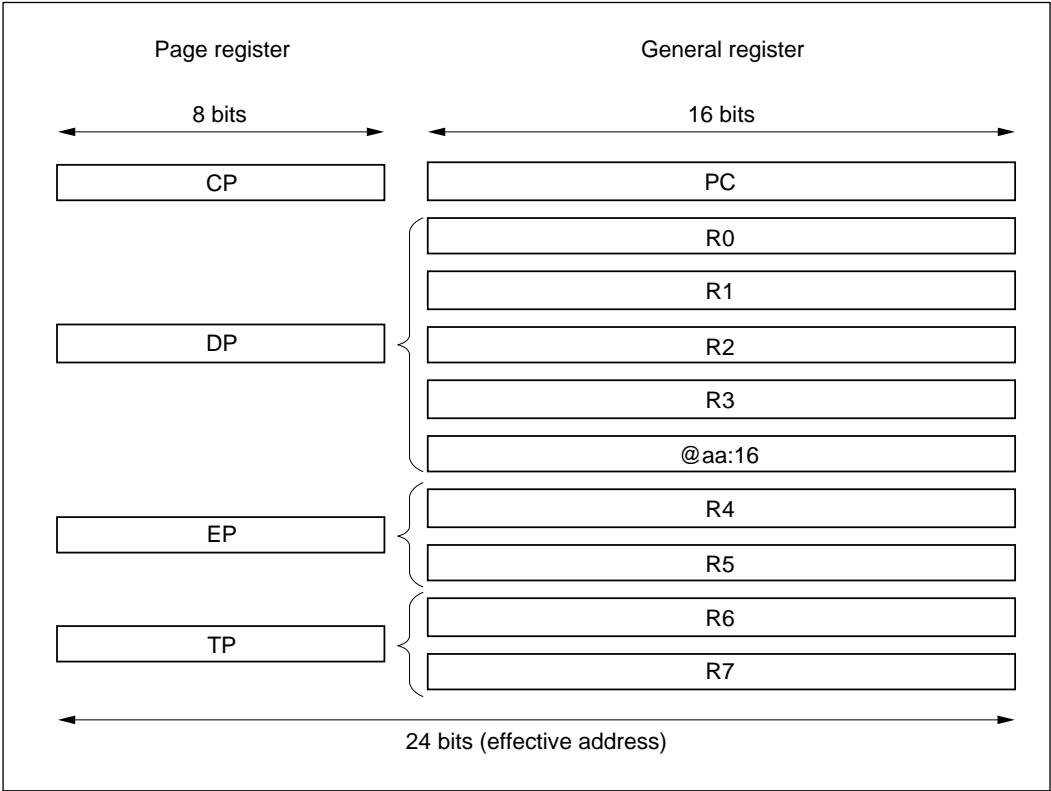 Page register General register
8 bits 16 bits
CP PC
R0
R1
DP R2
R3
@aa:16
R4
EP
R5
R6
TP
R7
24 bits (effective address)